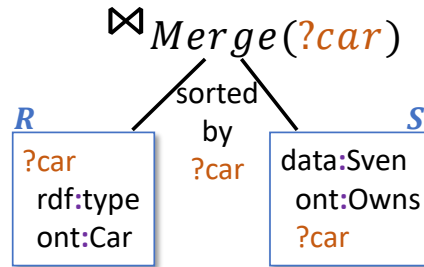 ⋈Merge(?car)
sorted
by
?car
R
?car
rdf:type
ont:Car
S
data:Sven
ont:Owns
?car